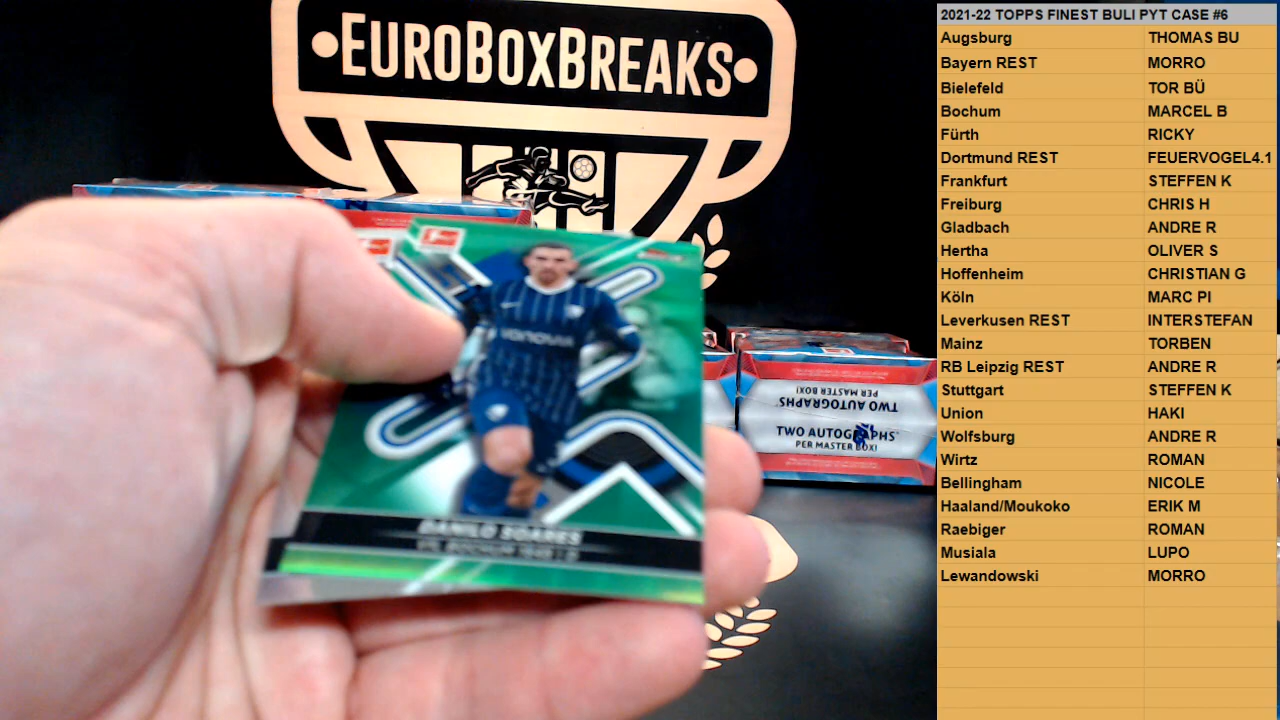 EUROBOXBREAKS
vonovia
DANILO SOARES
VFL BOCHUM 1848 | D
TWO AUTOGRAPHS
PER MASTER BOX!
TWO AUTOGRAPHS
PER MASTER BOX!
2021-22 TOPPS FINEST BULI PYT CASE #6
Augsburg THOMAS BU
Bayern REST MORRO
Bielefeld TOR BÜ
Bochum MARCEL B
Fürth RICKY
Dortmund REST FEUERVOGEL4.1
Frankfurt STEFFEN K
Freiburg CHRIS H
Gladbach ANDRE R
Hertha OLIVER S
Hoffenheim CHRISTIAN G
Köln MARC PI
Leverkusen REST INTERSTEFAN
Mainz TORBEN
RB Leipzig REST ANDRE R
Stuttgart STEFFEN K
Union HAKI
Wolfsburg ANDRE R
Wirtz ROMAN
Bellingham NICOLE
Haaland/Moukoko ERIK M
Raebiger ROMAN
Musiala LUPO
Lewandowski MORRO